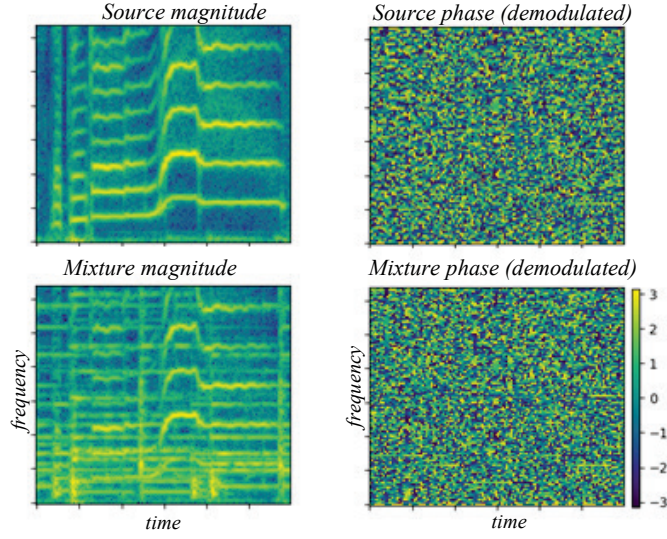 Source magnitude
Source phase (demodulated)
Mixture magnitude
Mixture phase (demodulated)
frequency
frequency
3
2
1
0
−1
−2
−3
time
time